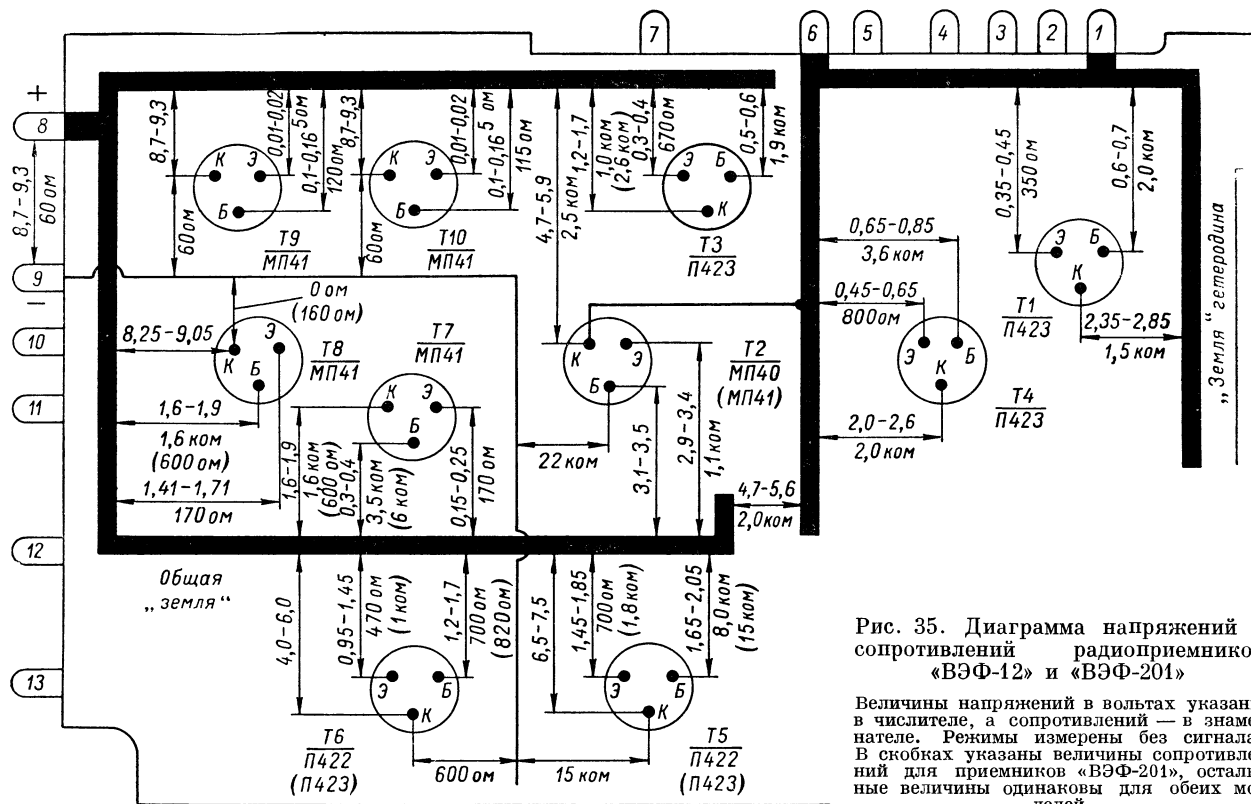 7
6
5
4
3
2
1
+
8
8,7-9,3
60 ом
9
−
10
11
12
13
8,7-9,3
60 ом
0,01-0,02
5 ом
0,1-0,16
120 ом
К
Э
Б
Т9
МП41
8,7-9,3
60 ом
0,01-0,02
5 ом
0,1-0,16
115 ом
К
Э
Б
Т10
МП41
4,7-5,9
2,5 ком
1,2-1,7
1,0 ком
(2,6 ком)
0,3-0,4
670 ом
0,5-0,6
1,9 ком
Э
Б
К
Т3
П423
0,35-0,45
350 ом
0,6-0,7
2,0 ком
Э
Б
К
Т1
П423
2,35-2,85
1,5 ком
„Земля "гетеродина
0,65-0,85
3,6 ком
0,45-0,65
800 ом
Э
Б
К
Т4
П423
2,0-2,6
2,0 ком
0 ом
(160 ом)
8,25-9,05
К
Э
Б
Т8
МП41
1,6-1,9
1,6 ком
(600 ом)
1,41-1,71
170 ом
Т7
МП41
К
Э
Б
1,6-1,9
1,6 ком
(600 ом)
0,3-0,4
3,5 ком
(6 ком)
0,15-0,25
170 ом
К
Э
Б
Т2
МП40
(МП41)
22 ком
3,1-3,5
2,9-3,4
1,1 ком
4,7-5,6
2,0 ком
Общая
„земля"
4,0-6,0
0,95-1,45
470 ом
(1 ком)
1,2-1,7
700 ом
(820 ом)
Э
Б
К
Т6
П422
(П423)
600 ом
6,5-7,5
1,45-1,85
700 ом
(1,8 ком)
1,65-2,05
8,0 ком
(15 ком)
Э
Б
К
Т5
П422
(П423)
15 ком
Рис. 35. Диаграмма напряжений
сопротивлений радиоприемнико
«ВЭФ-12» и «ВЭФ-201»
Величины напряжений в вольтах указан
в числителе, а сопротивлений — в знаме
нателе. Режимы измерены без сигнала
В скобках указаны величины сопротивле
ний для приемников «ВЭФ-201», осталь
ные величины одинаковы для обеих мо